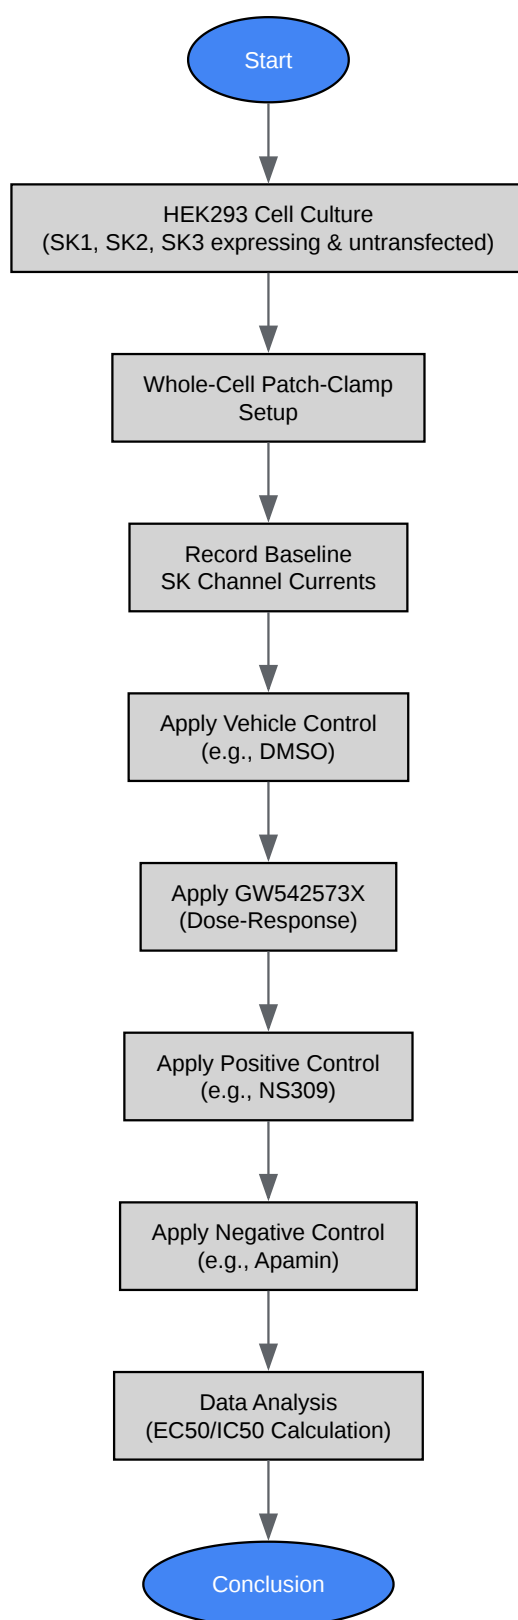 Start
HEK293 Cell Culture
(SK1, SK2, SK3 expressing & untransfected)
Whole-Cell Patch-Clamp
Setup
Record Baseline
SK Channel Currents
Apply Vehicle Control
(e.g., DMSO)
Apply GW542573X
(Dose-Response)
Apply Positive Control
(e.g., NS309)
Apply Negative Control
(e.g., Apamin)
Data Analysis
(EC50/IC50 Calculation)
Conclusion